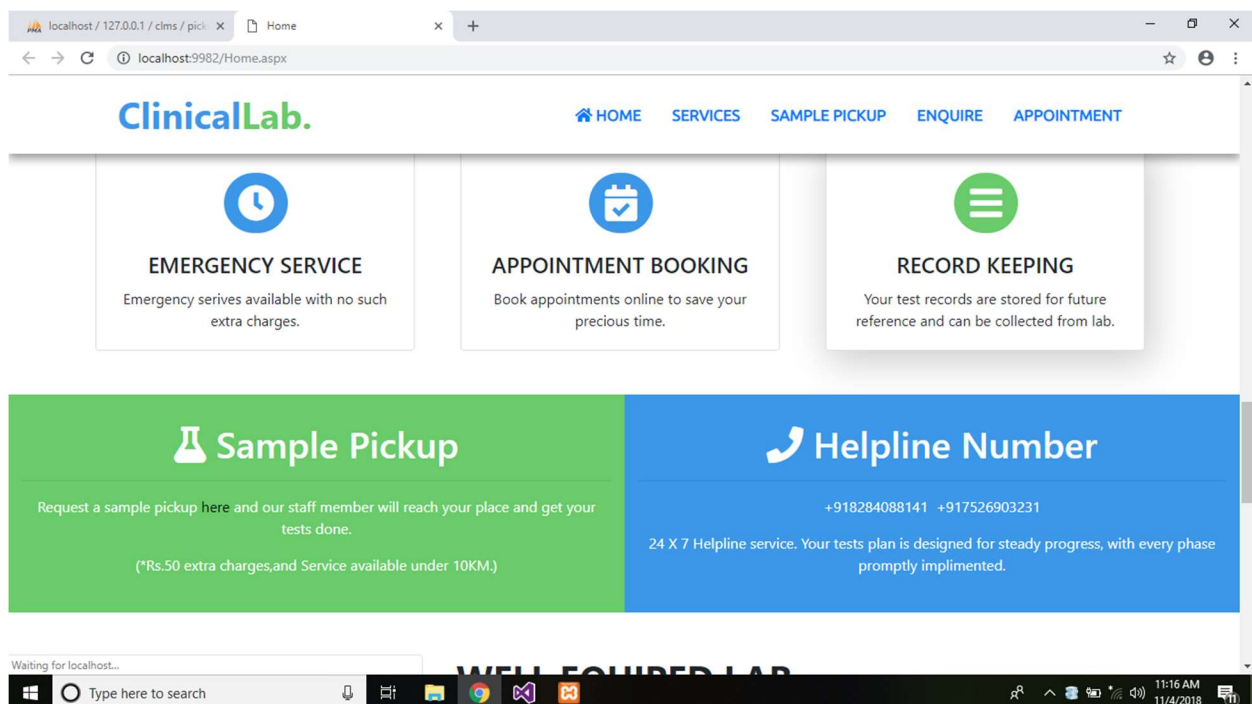 localhost / 127.0.0.1 / clms / pick
Home
localhost:9982/Home.aspx
ClinicalLab.
HOME SERVICES SAMPLE PICKUP ENQUIRE APPOINTMENT
EMERGENCY SERVICE
Emergency serives available with no such
extra charges.
APPOINTMENT BOOKING
Book appointments online to save your
precious time.
RECORD KEEPING
Your test records are stored for future
reference and can be collected from lab.
Sample Pickup
Request a sample pickup here and our staff member will reach your place and get your
tests done.
(*Rs.50 extra charges,and Service available under 10KM.)
Helpline Number
+918284088141 +917526903231
24 X 7 Helpline service. Your tests plan is designed for steady progress, with every phase
promptly implimented.
WELL EQUIPED LAB
Waiting for localhost...
Type here to search
11:16 AM
11/4/2018